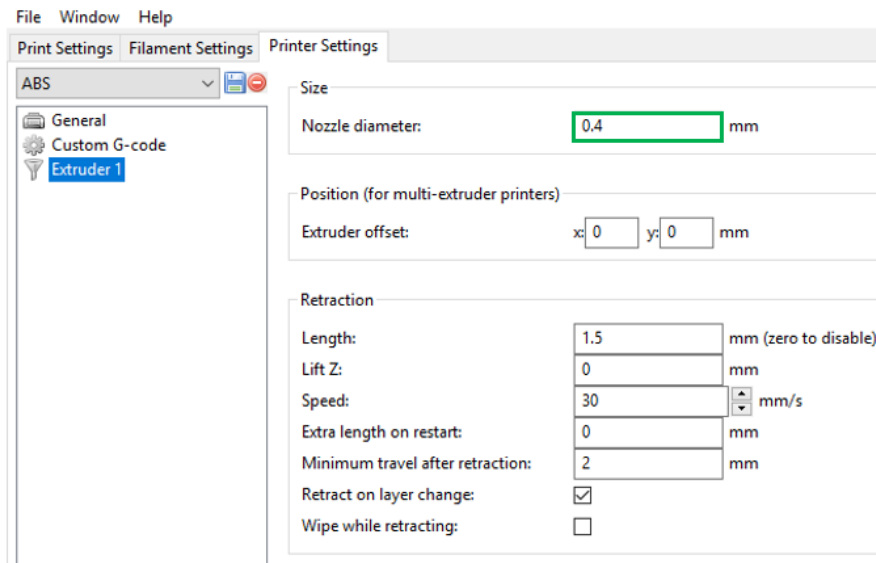 File Window Help
Print Settings Filament Settings Printer Settings
ABS
General
Custom G-code
Extruder 1
Size
Nozzle diameter: 0.4 mm
Position (for multi-extruder printers)
Extruder offset: x: 0 y: 0 mm
Retraction
Length: 1.5 mm (zero to disable)
Lift Z: 0 mm
Speed: 30 mm/s
Extra length on restart: 0 mm
Minimum travel after retraction: 2 mm
Retract on layer change:
Wipe while retracting: